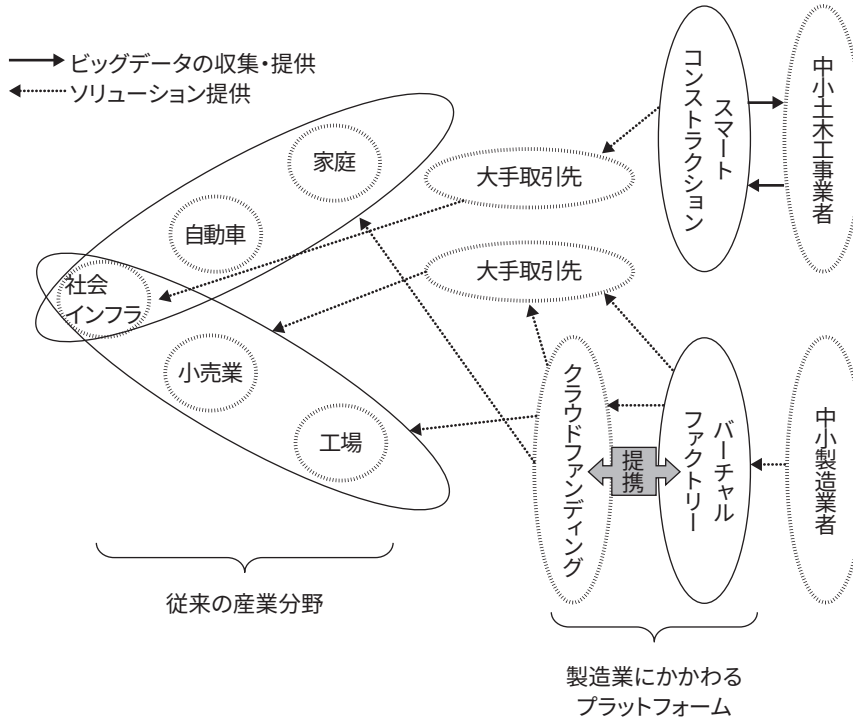 ビッグデータの収集・提供
ソリューション提供
家庭
自動車
社会
インフラ
小売業
工場
従来の産業分野
大手取引先
大手取引先
スマート
コンストラクション
中小土木工事業者
クラウドファンディング
提携
バーチャル
ファクトリー
中小製造業者
製造業にかかわる
プラットフォーム